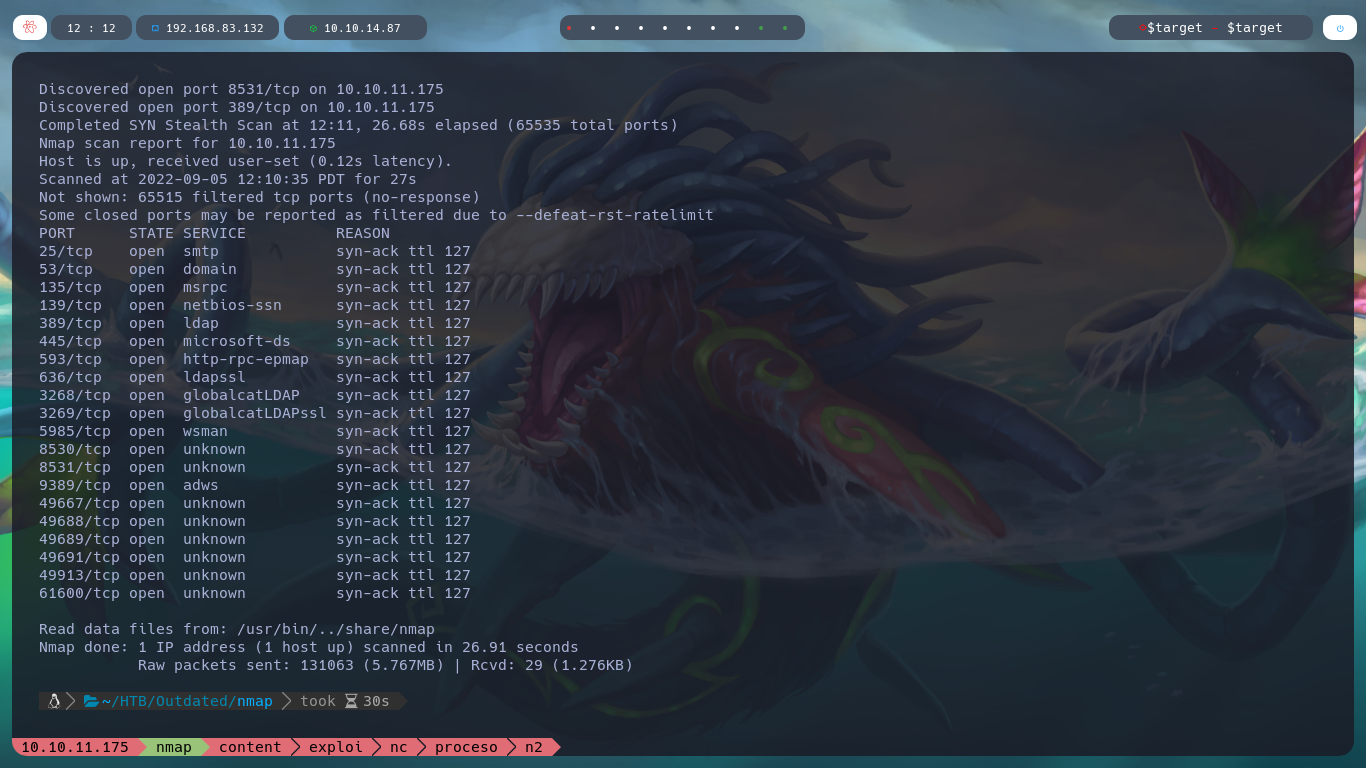 12 : 12
192.168.83.132
10.10.14.87
$target - $target
Discovered open port 8531/tcp on 10.10.11.175
Discovered open port 389/tcp on 10.10.11.175
Completed SYN Stealth Scan at 12:11, 26.68s elapsed (65535 total ports)
Nmap scan report for 10.10.11.175
Host is up, received user-set (0.12s latency).
Scanned at 2022-09-05 12:10:35 PDT for 27s
Not shown: 65515 filtered tcp ports (no-response)
Some closed ports may be reported as filtered due to --defeat-rst-ratelimit
PORT      STATE SERVICE          REASON
25/tcp    open  smtp             syn-ack ttl 127
53/tcp    open  domain           syn-ack ttl 127
135/tcp   open  msrpc            syn-ack ttl 127
139/tcp   open  netbios-ssn      syn-ack ttl 127
389/tcp   open  ldap             syn-ack ttl 127
445/tcp   open  microsoft-ds     syn-ack ttl 127
593/tcp   open  http-rpc-epmap   syn-ack ttl 127
636/tcp   open  ldapssl          syn-ack ttl 127
3268/tcp  open  globalcatLDAP    syn-ack ttl 127
3269/tcp  open  globalcatLDAPssl syn-ack ttl 127
5985/tcp  open  wsman            syn-ack ttl 127
8530/tcp  open  unknown          syn-ack ttl 127
8531/tcp  open  unknown          syn-ack ttl 127
9389/tcp  open  adws             syn-ack ttl 127
49667/tcp open  unknown          syn-ack ttl 127
49688/tcp open  unknown          syn-ack ttl 127
49689/tcp open  unknown          syn-ack ttl 127
49691/tcp open  unknown          syn-ack ttl 127
49913/tcp open  unknown          syn-ack ttl 127
61600/tcp open  unknown          syn-ack ttl 127
Read data files from: /usr/bin/../share/nmap
Nmap done: 1 IP address (1 host up) scanned in 26.91 seconds
Raw packets sent: 131063 (5.767MB) | Rcvd: 29 (1.276KB)
~/HTB/Outdated/nmap took 30s
10.10.11.175 nmap content exploi nc proceso n2